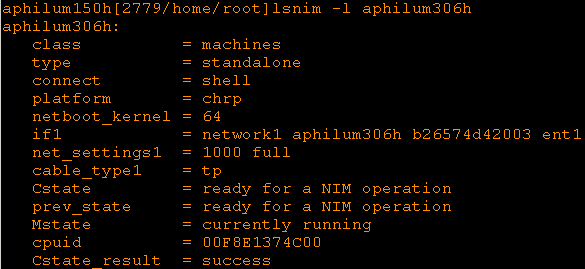 aphilum150h[2779/home/root]lsnim -l aphilum306h
aphilum306h:
class = machines
type = standalone
connect = shell
platform = chrp
netboot_kernel = 64
if1 = network1 aphilum306h b26574d42003 ent1
net_settings1 = 1000 full
cable_type1 = tp
Cstate = ready for a NIM operation
prev_state = ready for a NIM operation
Mstate = currently running
cpuid = 00F8E1374C00
Cstate_result = success